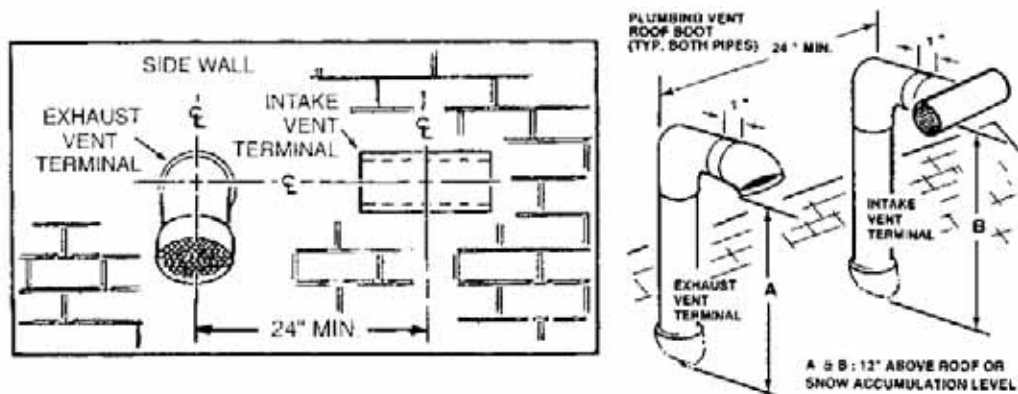 SIDE WALL
EXHAUST
VENT
TERMINAL
INTAKE
VENT
TERMINAL
℄
℄
℄
24" MIN.
PLUMBING VENT
ROOF BOOT
(TYP. BOTH PIPES)
24" MIN.
1"
1"
EXHAUST
VENT
TERMINAL
A
INTAKE
VENT
TERMINAL
B
A & B : 12" ABOVE ROOF OR
SNOW ACCUMULATION LEVEL